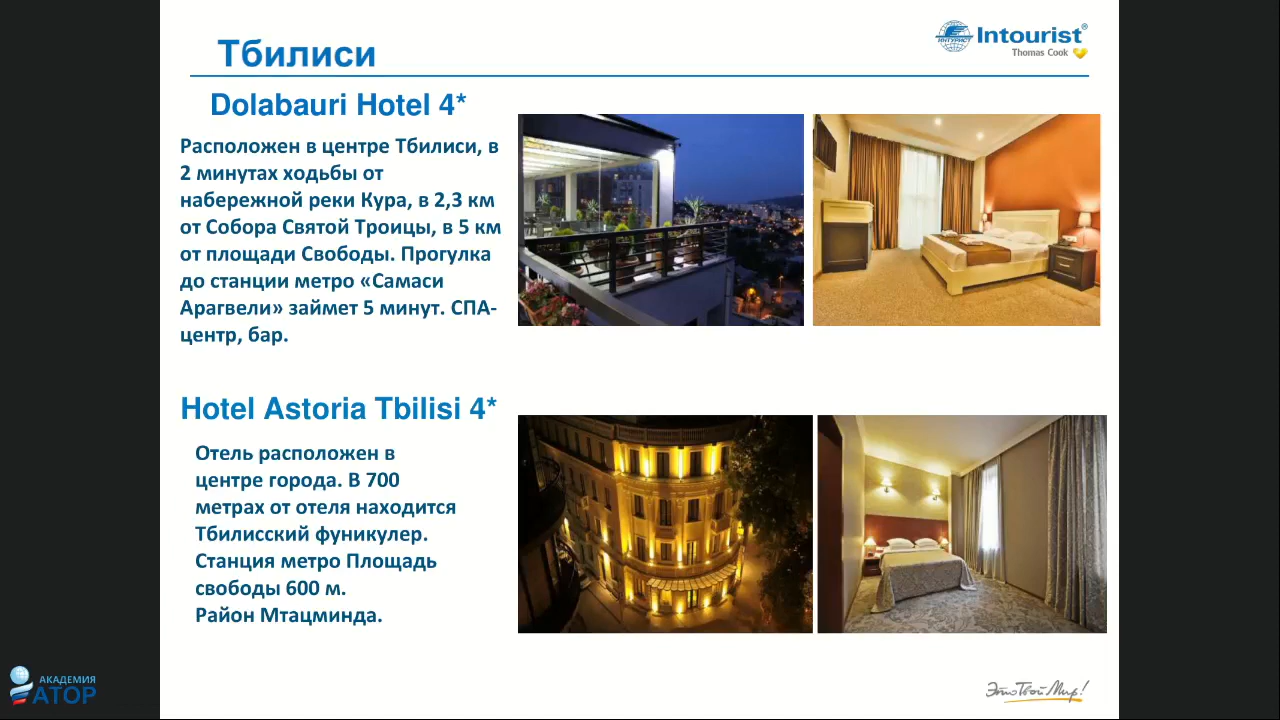 Тбилиси
ИНТУРИСТ
Intourist®
Thomas Cook
Dolabauri Hotel 4*
Расположен в центре Тбилиси, в
2 минутах ходьбы от
набережной реки Кура, в 2,3 км
от Собора Святой Троицы, в 5 км
от площади Свободы. Прогулка
до станции метро «Самаси
Арагвели» займет 5 минут. СПА-
центр, бар.
Hotel Astoria Tbilisi 4*
Отель расположен в
центре города. В 700
метрах от отеля находится
Тбилисский фуникулер.
Станция метро Площадь
свободы 600 м.
Район Мтацминда.
АКАДЕМИЯ
АТОР
Это Твой Мир!